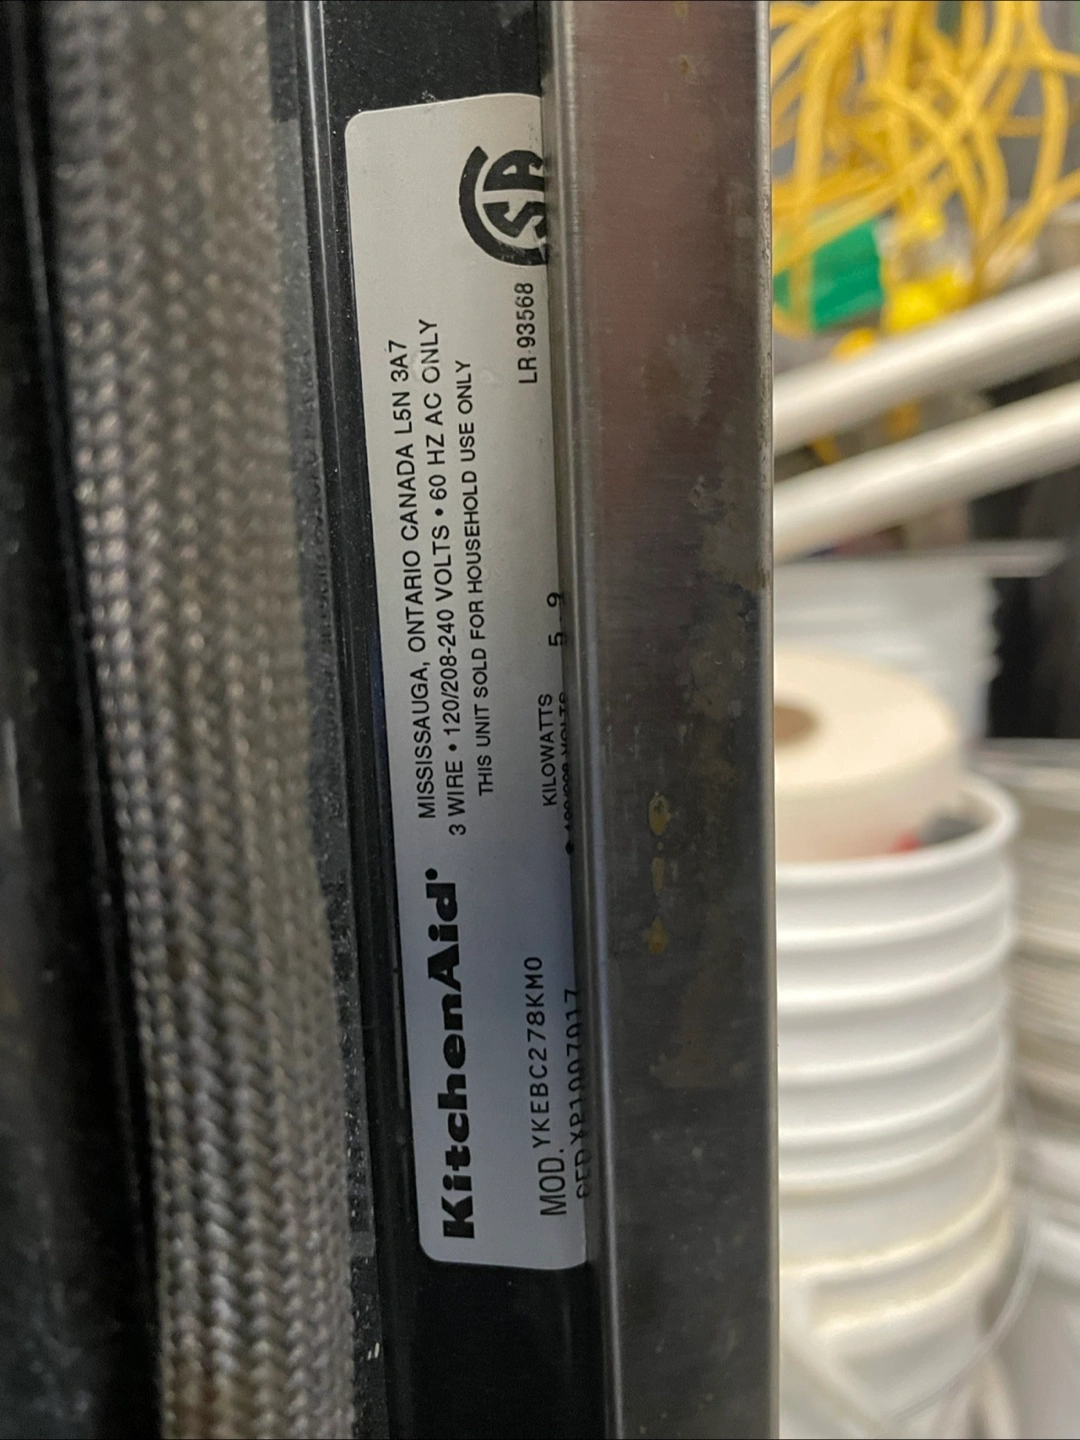 KitchenAid
MISSISSAUGA, ONTARIO CANADA L5N 3A7
3 WIRE • 120/208-240 VOLTS • 60 HZ AC ONLY
THIS UNIT SOLD FOR HOUSEHOLD USE ONLY
SA
LR 93568
MOD. YKEBC278KM0
KILOWATTS 5.9